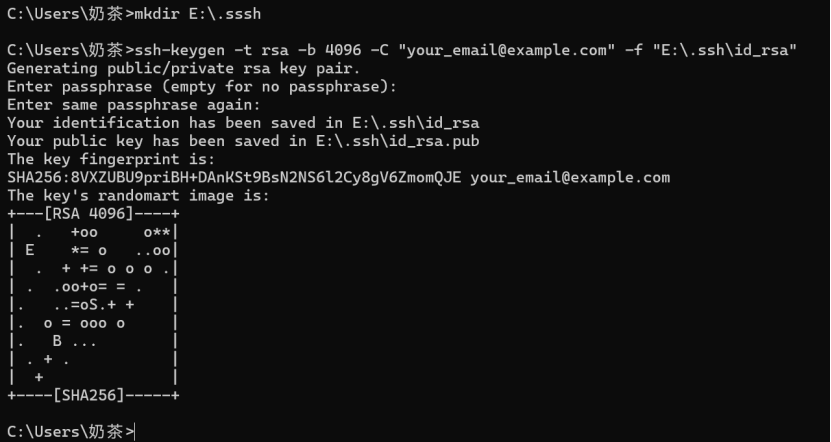 C:\Users\奶茶>mkdir E:\.sssh

C:\Users\奶茶>ssh-keygen -t rsa -b 4096 -C "your_email@example.com" -f "E:\.ssh\id_rsa"
Generating public/private rsa key pair.
Enter passphrase (empty for no passphrase):
Enter same passphrase again:
Your identification has been saved in E:\.ssh\id_rsa
Your public key has been saved in E:\.ssh\id_rsa.pub
The key fingerprint is:
SHA256:8VXZUBU9priBH+DAnKSt9BsN2NS6l2Cy8gV6ZmomQJE your_email@example.com
The key's randomart image is:
+---[RSA 4096]----+
|  .   +oo     o**|
| E    *= o   ..oo|
|  .  + += o o o .|
| .  .oo+o= = .   |
|.   ..=oS.+ +    |
|.  o = ooo o     |
|.   B ...        |
| . + .           |
|  +              |
+----[SHA256]-----+

C:\Users\奶茶>